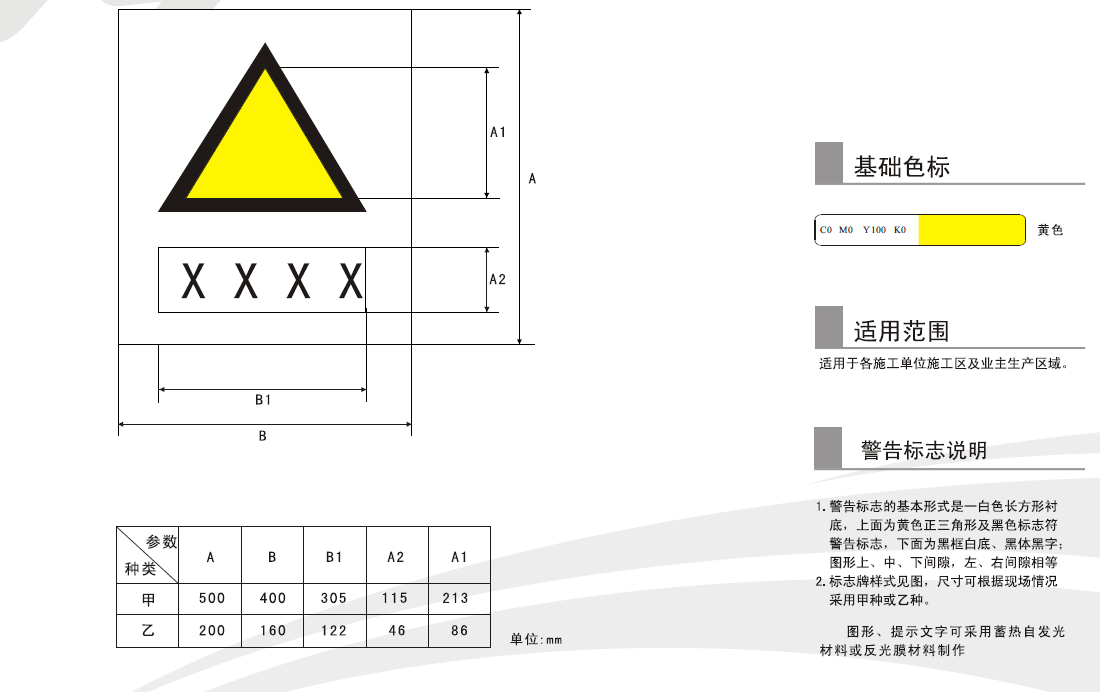 A1
A
X X X X
A2
B1
B
参数 A B B1 A2 A1
种类
甲 500 400 305 115 213
乙 200 160 122 46 86
单位:mm
基础色标
C0 M0 Y100 K0 黄色
适用范围
适用于各施工单位施工区及业主生产区域。
警告标志说明
1.警告标志的基本形式是一白色长方形衬
底，上面为黄色正三角形及黑色标志符
警告标志，下面为黑框白底、黑体黑字；
图形上、中、下间隙，左、右间隙相等
2.标志牌样式见图，尺寸可根据现场情况
采用甲种或乙种。
图形、提示文字可采用蓄热自发光
材料或反光膜材料制作